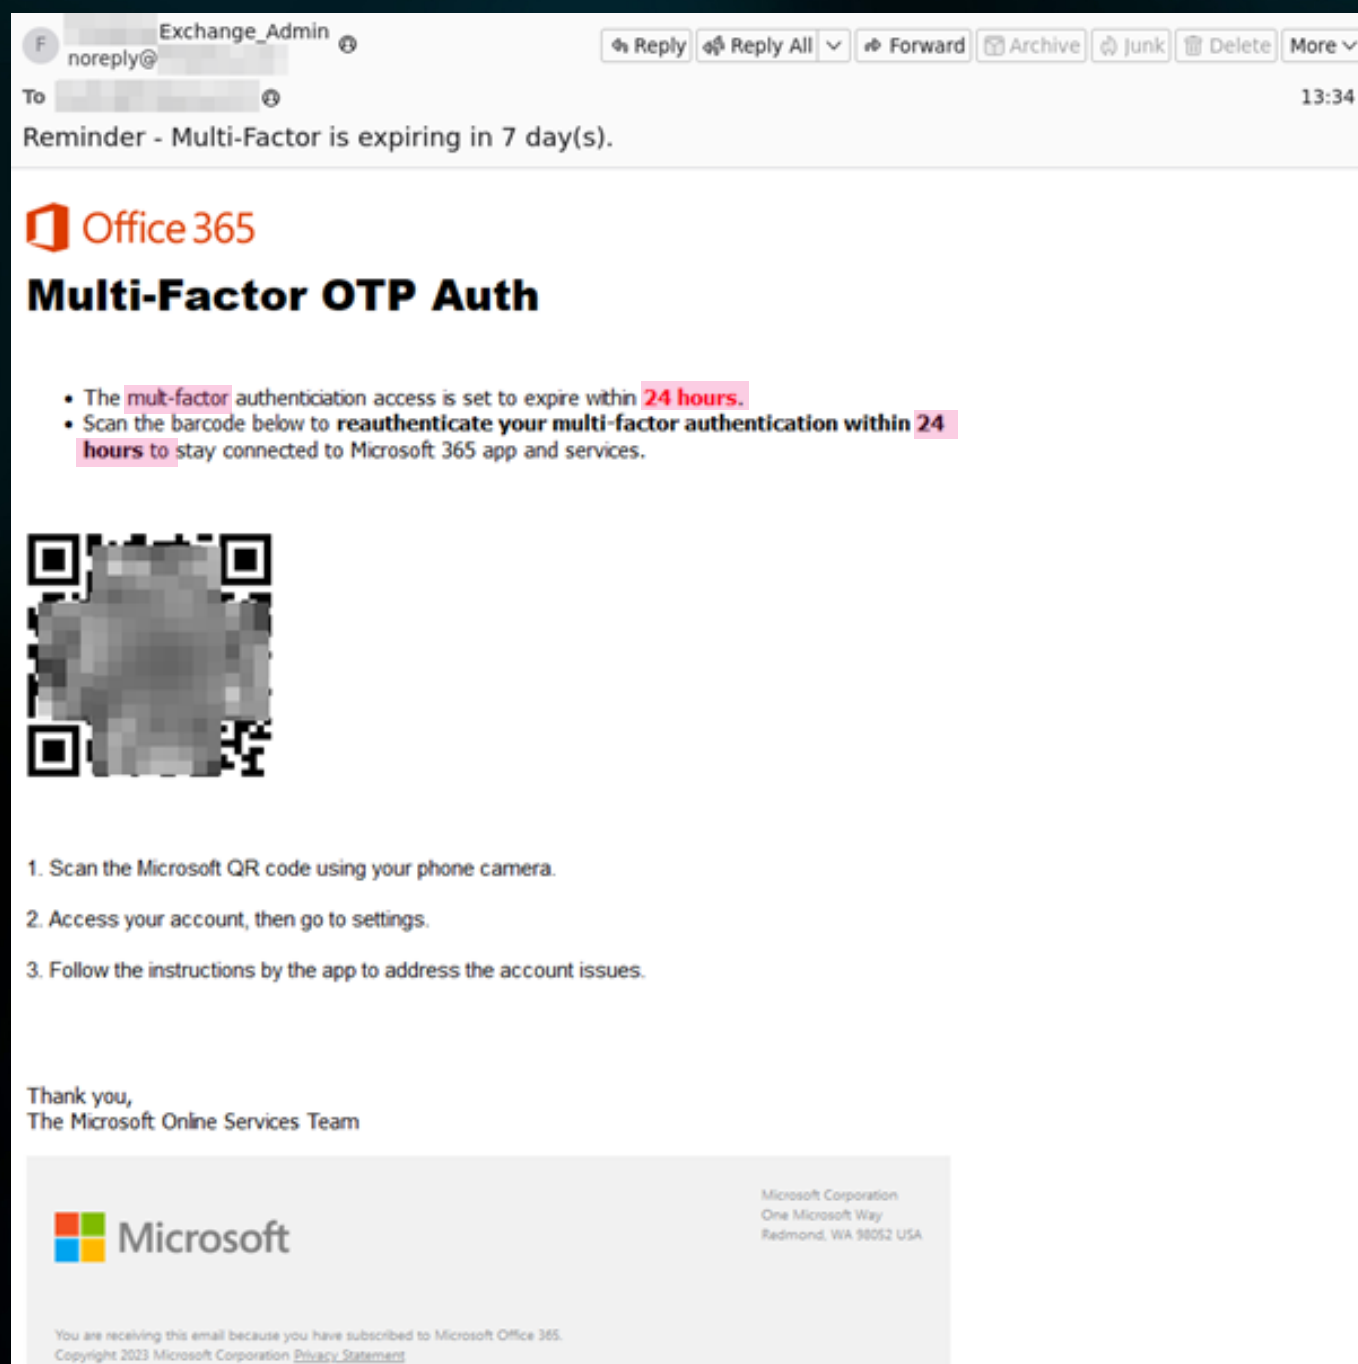 F
Exchange_Admin
noreply@
Reply Reply All Forward Archive Junk Delete More
To
13:34
Reminder - Multi-Factor is expiring in 7 day(s).
Office 365
Multi-Factor OTP Auth
• The mult-factor authenticiation access is set to expire within 24 hours.
• Scan the barcode below to reauthenticate your multi-factor authentication within 24
hours to stay connected to Microsoft 365 app and services.
1. Scan the Microsoft QR code using your phone camera.
2. Access your account, then go to settings.
3. Follow the instructions by the app to address the account issues.
Thank you,
The Microsoft Online Services Team
Microsoft Corporation
One Microsoft Way
Redmond, WA 98052 USA
Microsoft
You are receiving this email because you have subscribed to Microsoft Office 365.
Copyright 2023 Microsoft Corporation Privacy Statement